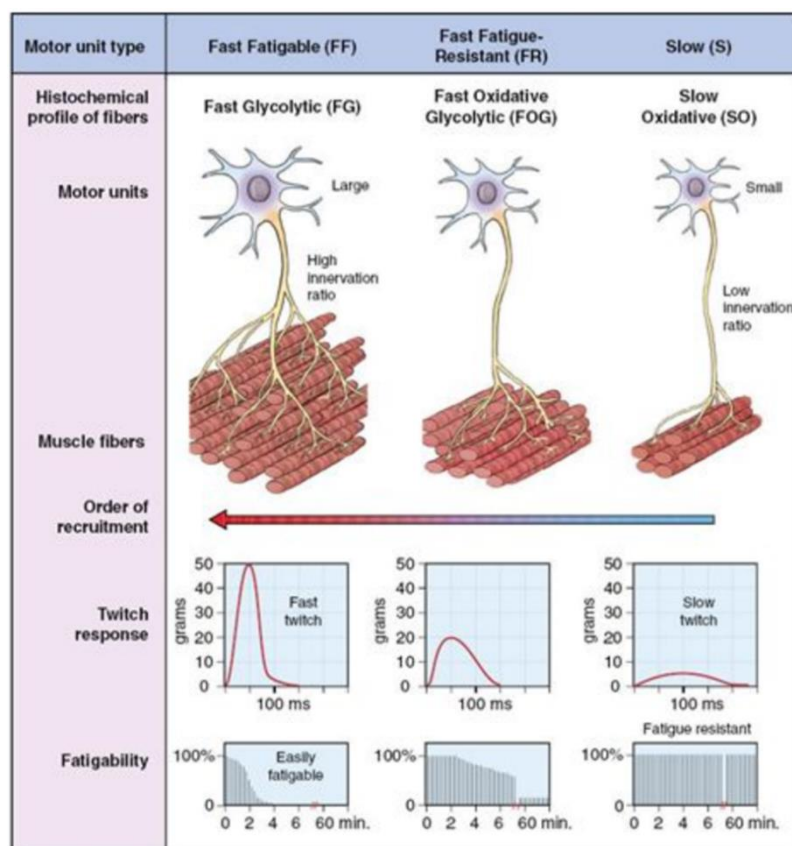 Motor unit type
Fast Fatigable (FF)
Fast Fatigue-
Resistant (FR)
Slow (S)
Histochemical
profile of fibers
Fast Glycolytic (FG)
Fast Oxidative
Glycolytic (FOG)
Slow
Oxidative (SO)
Motor units
Large
Small
High
innervation
ratio
Low
innervation
ratio
Muscle fibers
Order of
recruitment
Twitch
response
50
40
30
20
10
0
grams
Fast
twitch
100 ms
50
40
30
20
10
0
grams
100 ms
50
40
30
20
10
0
grams
Slow
twitch
100 ms
Fatigability
100%
0
Easily
fatigable
0 2 4 6 60 min.
100%
0
0 2 4 6 60 min.
Fatigue resistant
100%
0
0 2 4 6 60 min.